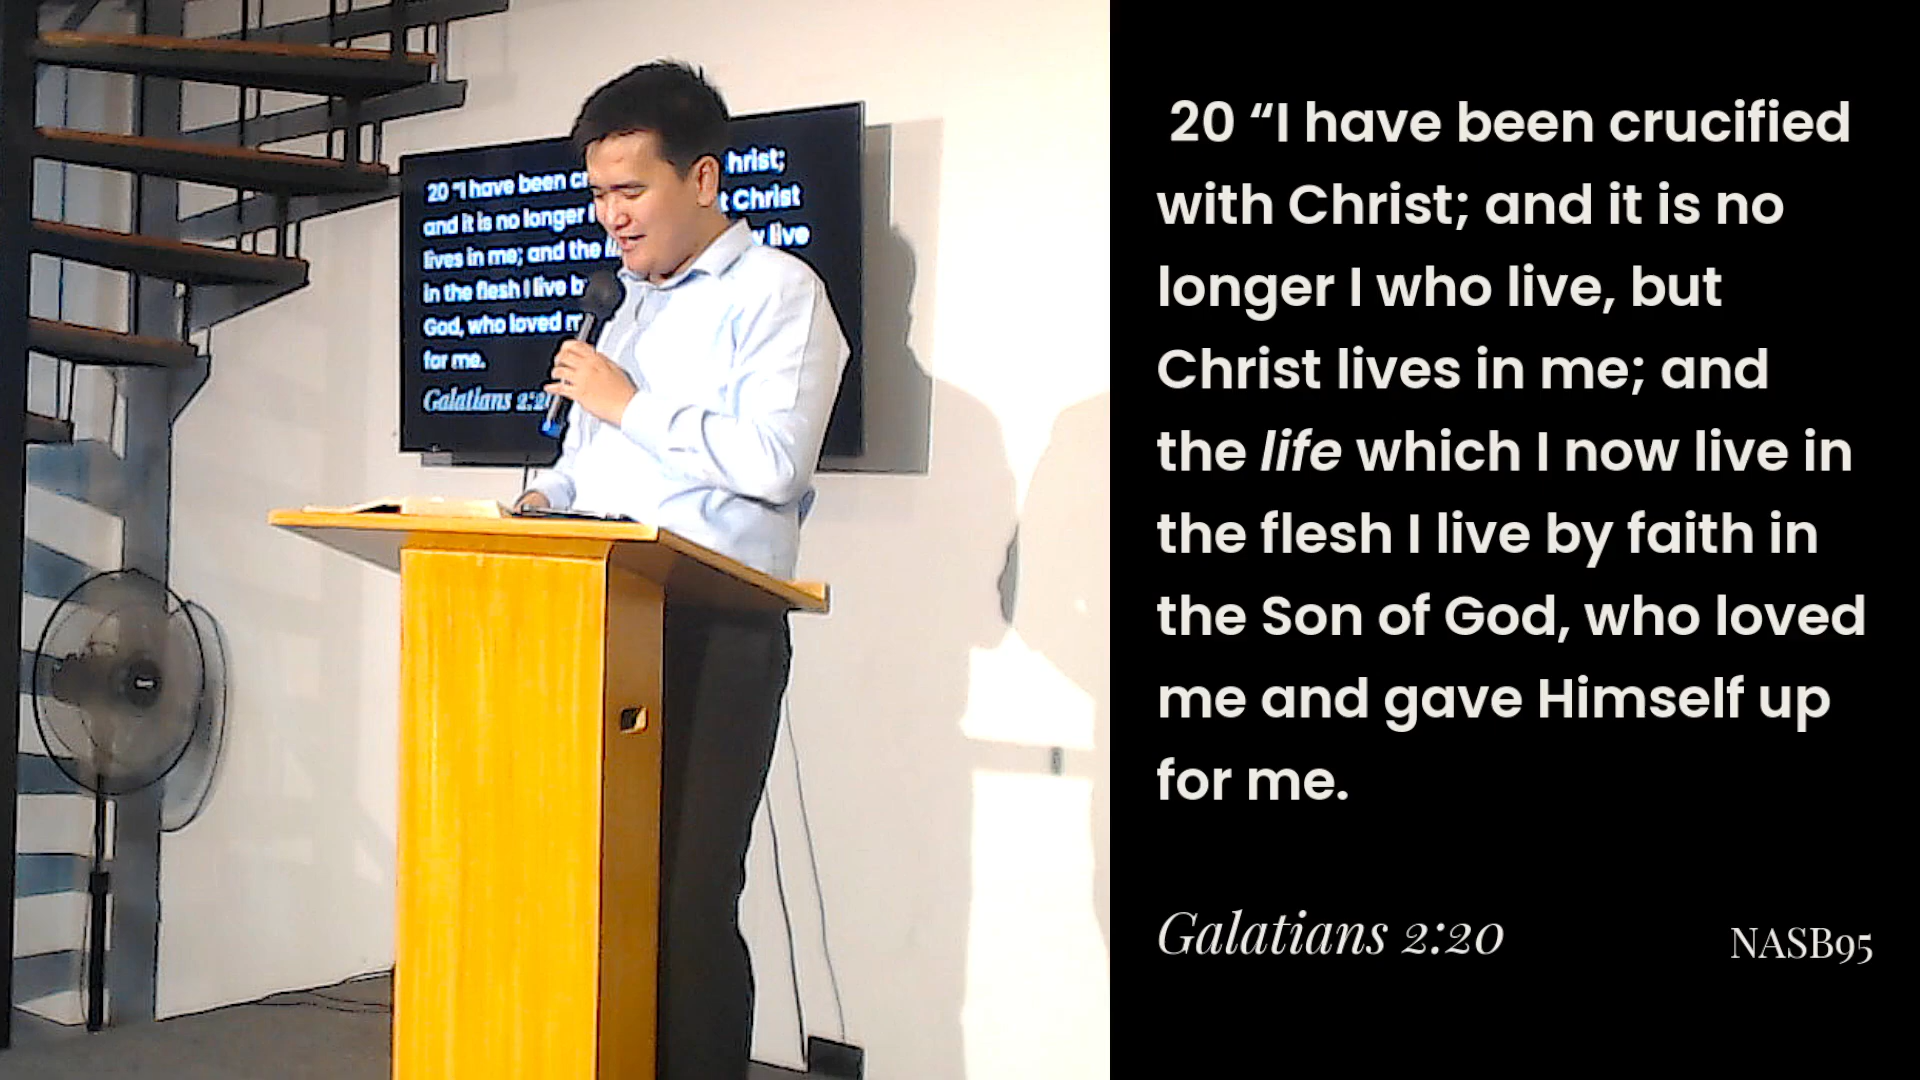 20 “I have been cr
hrist;
and it is no longer I
t Christ
lives in me; and the
live
in the flesh I live b
God, who loved m
for me.
Galatians 2:2
20 “I have been crucified
with Christ; and it is no
longer I who live, but
Christ lives in me; and
the life which I now live in
the flesh I live by faith in
the Son of God, who loved
me and gave Himself up
for me.
Galatians 2:20
NASB95